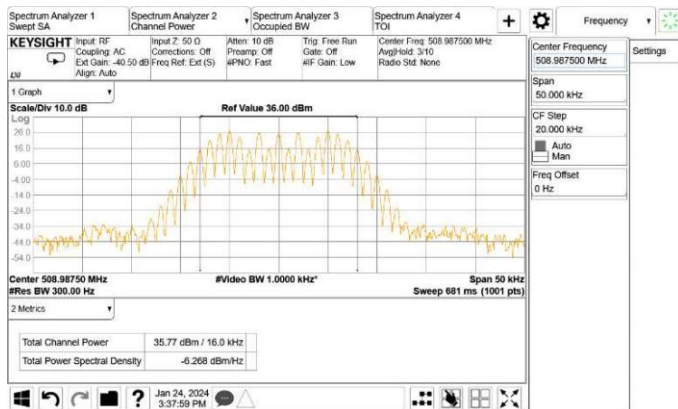 Spectrum Analyzer 1
Swept SA
Spectrum Analyzer 2
Channel Power
Spectrum Analyzer 3
Occupied BW
Spectrum Analyzer 4
TOI
+
Frequency
KEYSIGHT
Input: RF
Coupling: AC
Ext Gain: -40.50 dB
Align: Auto
Input Z: 50 Ω
Corrections: Off
Freq Ref: Ext (S)
Atten: 10 dB
Preamp: Off
#PNO: Fast
Trig: Free Run
Gate: Off
#IF Gain: Low
Center Freq: 508.987500 MHz
Avg|Hold: 3/10
Radio Std: None
LXI
Center Frequency
508.987500 MHz
Settings
Span
50.000 kHz
CF Step
20.000 kHz
Auto
Man
Freq Offset
0 Hz
1 Graph
Scale/Div 10.0 dB
Ref Value 36.00 dBm
Log
26.0
16.0
6.00
-4.00
-14.0
-24.0
-34.0
-44.0
-54.0
Center 508.98750 MHz
#Video BW 1.0000 kHz*
Span 50 kHz
#Res BW 300.00 Hz
Sweep 681 ms (1001 pts)
2 Metrics
Total Channel Power 35.77 dBm / 16.0 kHz
Total Power Spectral Density -6.268 dBm/Hz
?
Jan 24, 2024
3:37:59 PM